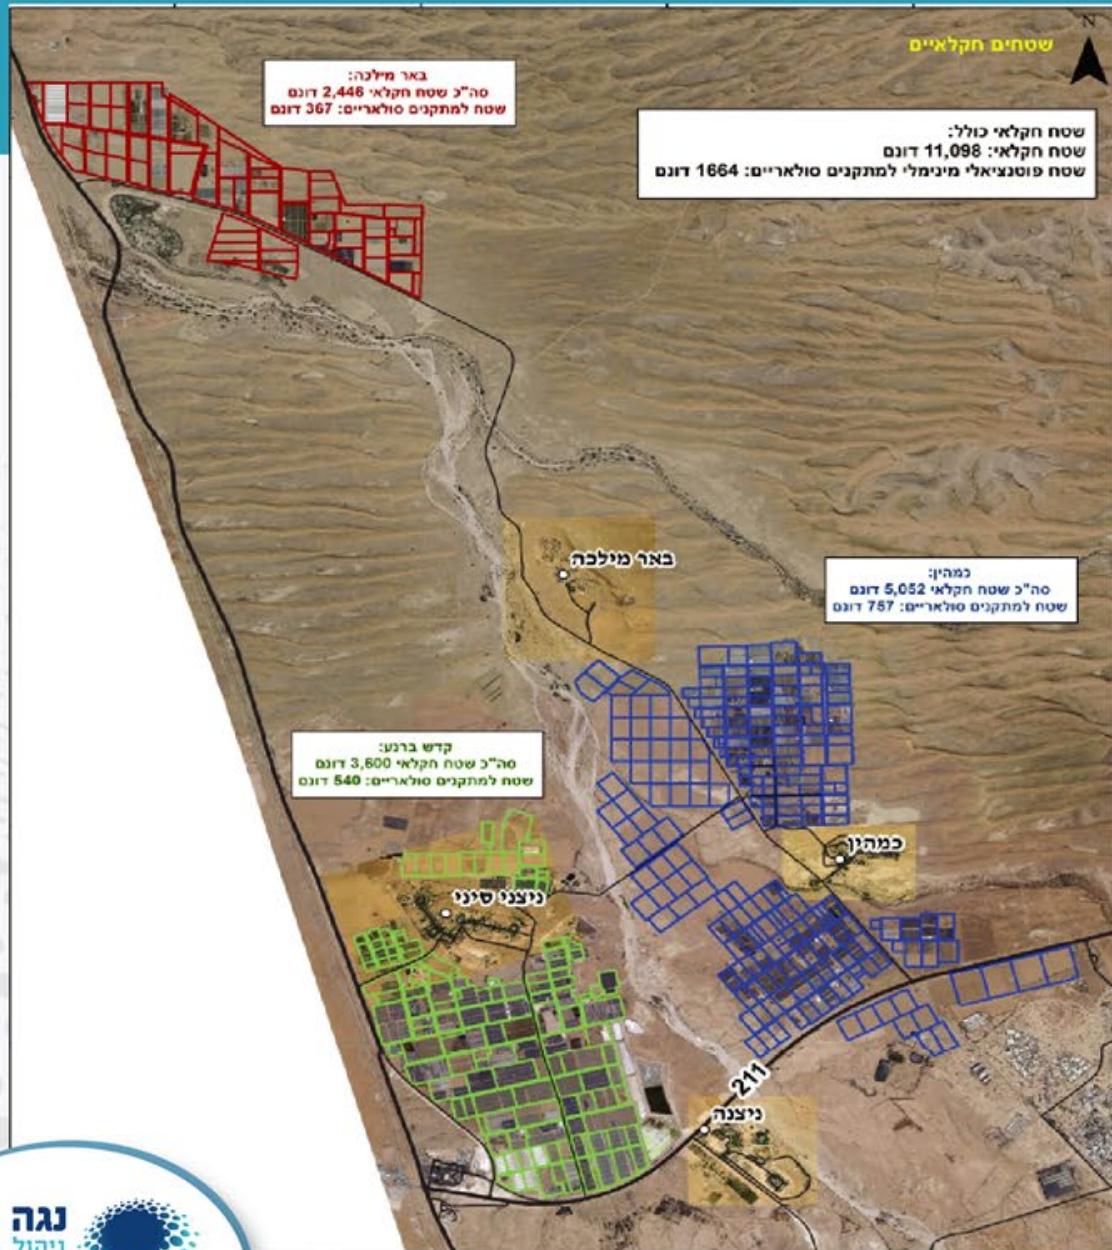 שטחים חקלאיים
N
באר מילכה:
סה"כ שטח חקלאי 2,446 דונם
שטח למתקנים סולאריים: 367 דונם
שטח חקלאי כולל:
שטח חקלאי: 11,098 דונם
שטח פוטנציאלי מינימלי למתקנים סולאריים: 1664 דונם
באר מילכה
כמהין:
סה"כ שטח חקלאי 5,052 דונם
שטח למתקנים סולאריים: 757 דונם
קדש ברנע:
סה"כ שטח חקלאי 3,600 דונם
שטח למתקנים סולאריים: 540 דונם
כמהין
ניצני סיני
211
ניצנה
נגה
ניהול